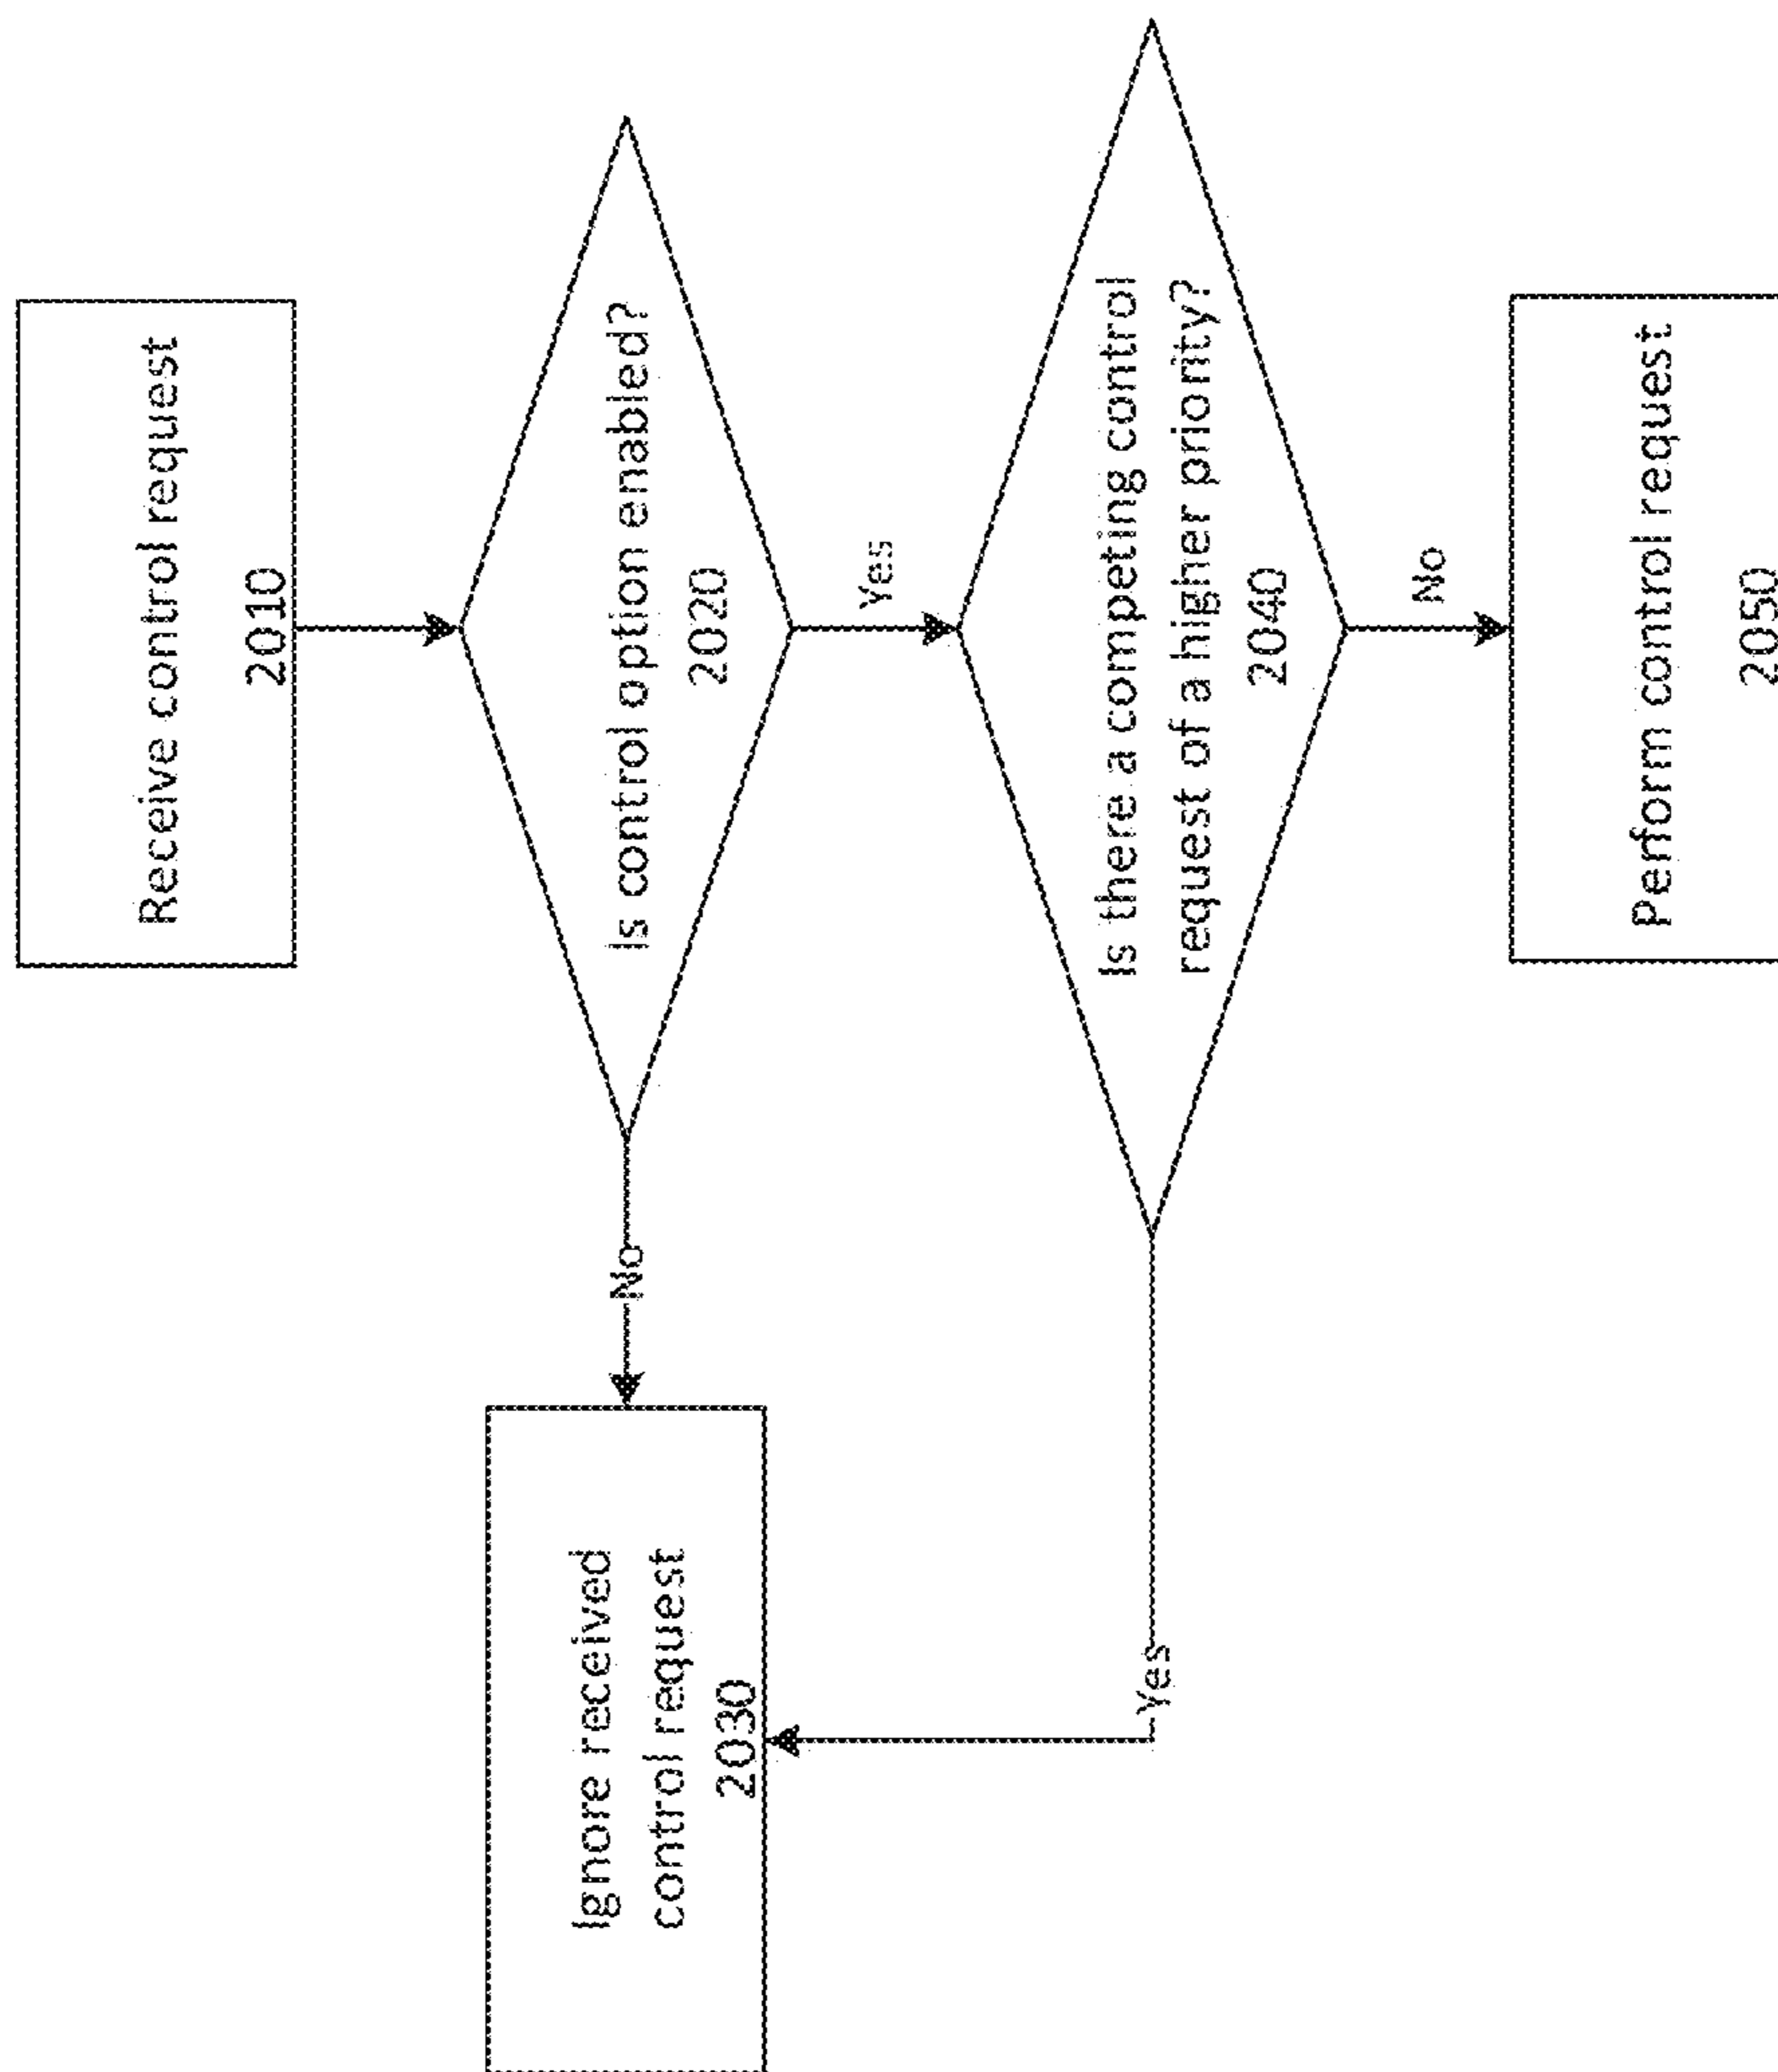 Receive control request
2010
Is control option enabled?
2020
No
Yes
Ignore received
control request
2030
Is there a competing control
request of a higher priority?
2040
Yes
No
Perform control request
2050